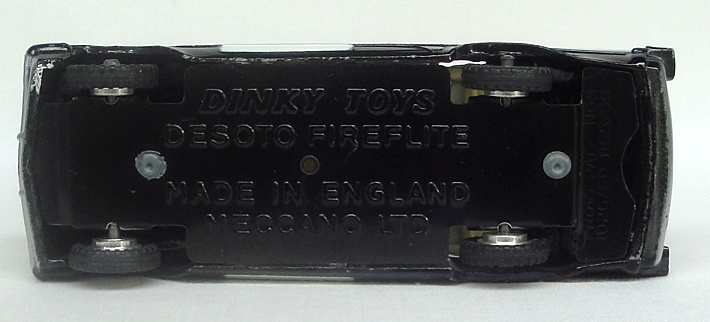 DINKY TOYS
DESOTO FIREFLITE
MADE IN ENGLAND
MECCANO LTD